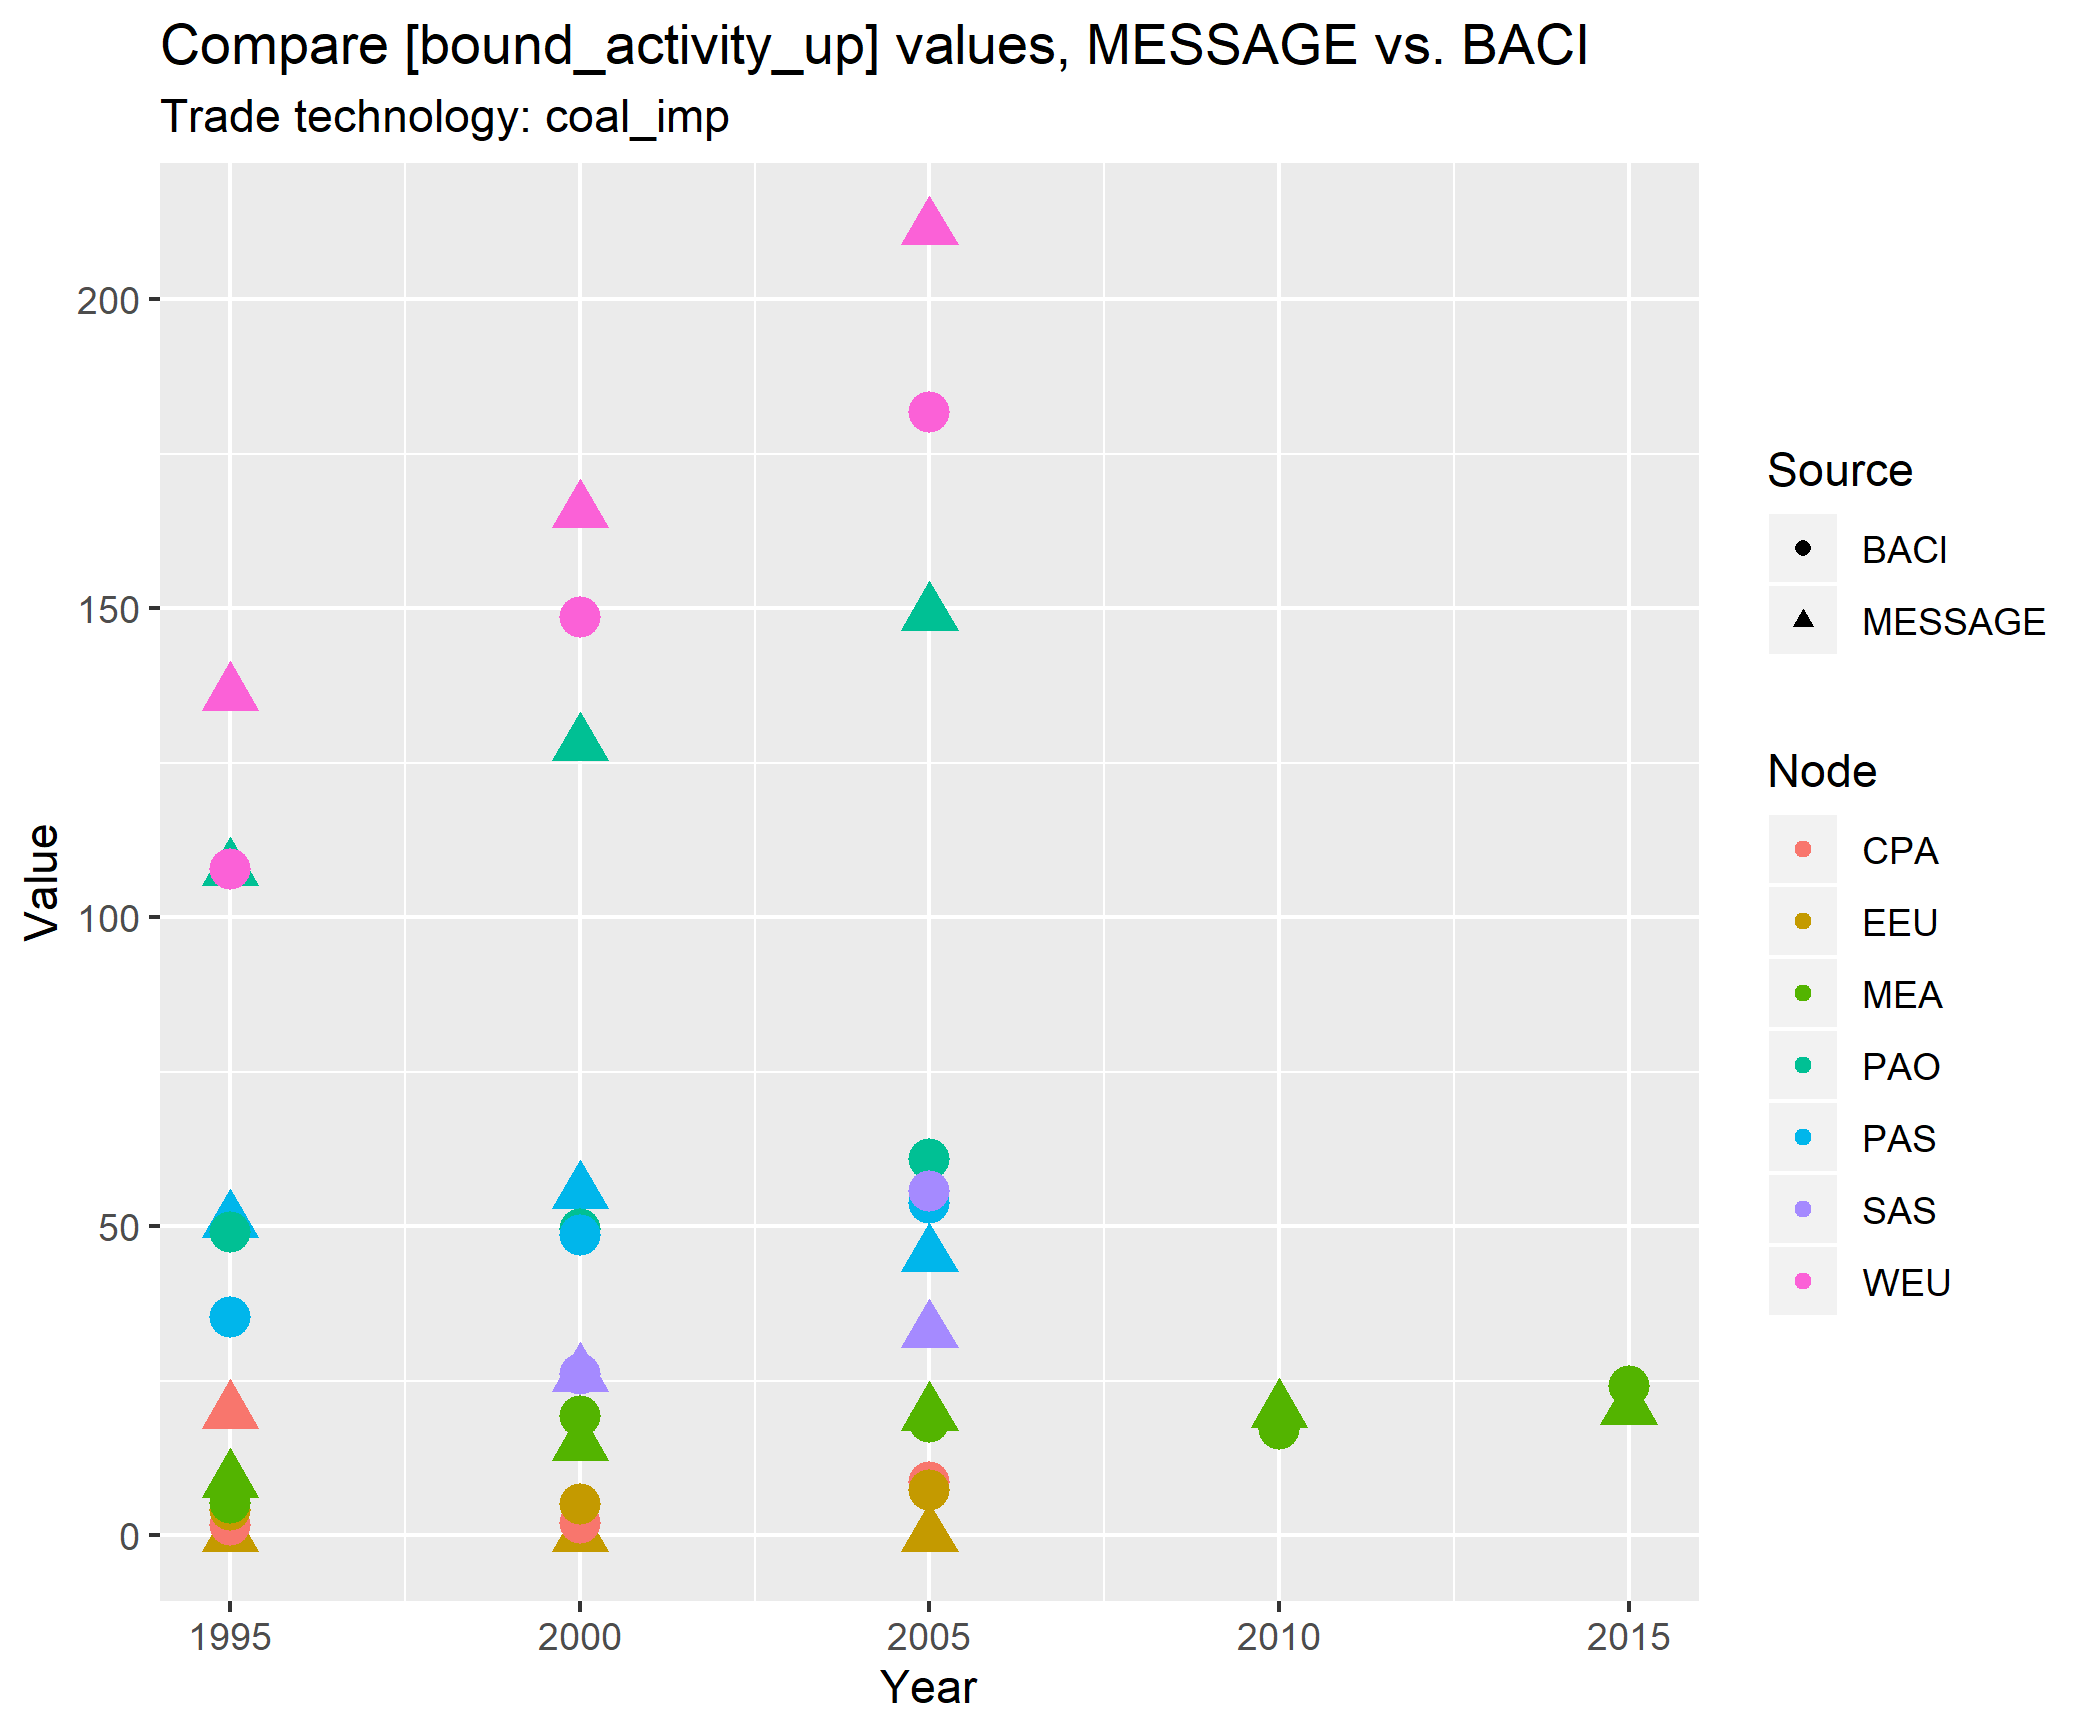 Compare [bound_activity_up] values, MESSAGE vs. BACI
Trade technology: coal_imp
Value
200
150
100
50
0
1995
2000
2005
2010
2015
Year
Source
BACI
MESSAGE
Node
CPA
EEU
MEA
PAO
PAS
SAS
WEU